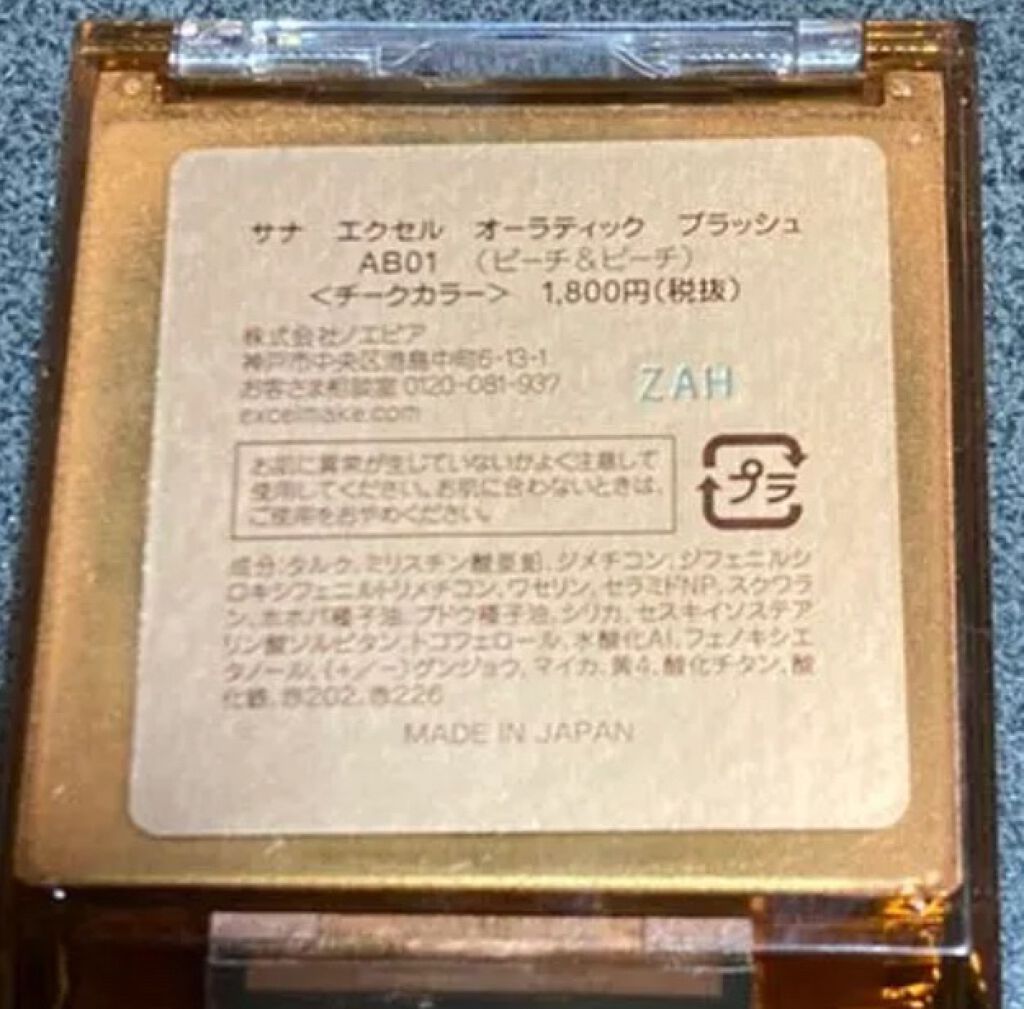 サナ エクセル オーラティック ブラッシュ
AB01 (ピーチ&ピーチ)
<チークカラー> 1,800円(税抜)
株式会社ノエビア
神戸市中央区港島中町6-13-1
お客さま相談室 0120-081-937
excelmake.com
ZAH
お肌に異常が生じていないかよく注意して
使用してください。お肌に合わないときは、
ご使用をおやめください。
プラ
成分:タルク, ミリスチン酸亜鉛, ジメチコン, ジフェニルシ
ロキシフェニルトリメチコン, ワセリン, セラミドNP, スクワラ
ン, ホホバ種子油, ブドウ種子油, シリカ, セスキイソステア
リン酸ソルビタン, トコフェロール, 水酸化Al, フェノキシエ
タノール, (+/−)グンジョウ, マイカ, 黄4, 酸化チタン, 酸
化鉄, 赤202, 赤226
MADE IN JAPAN